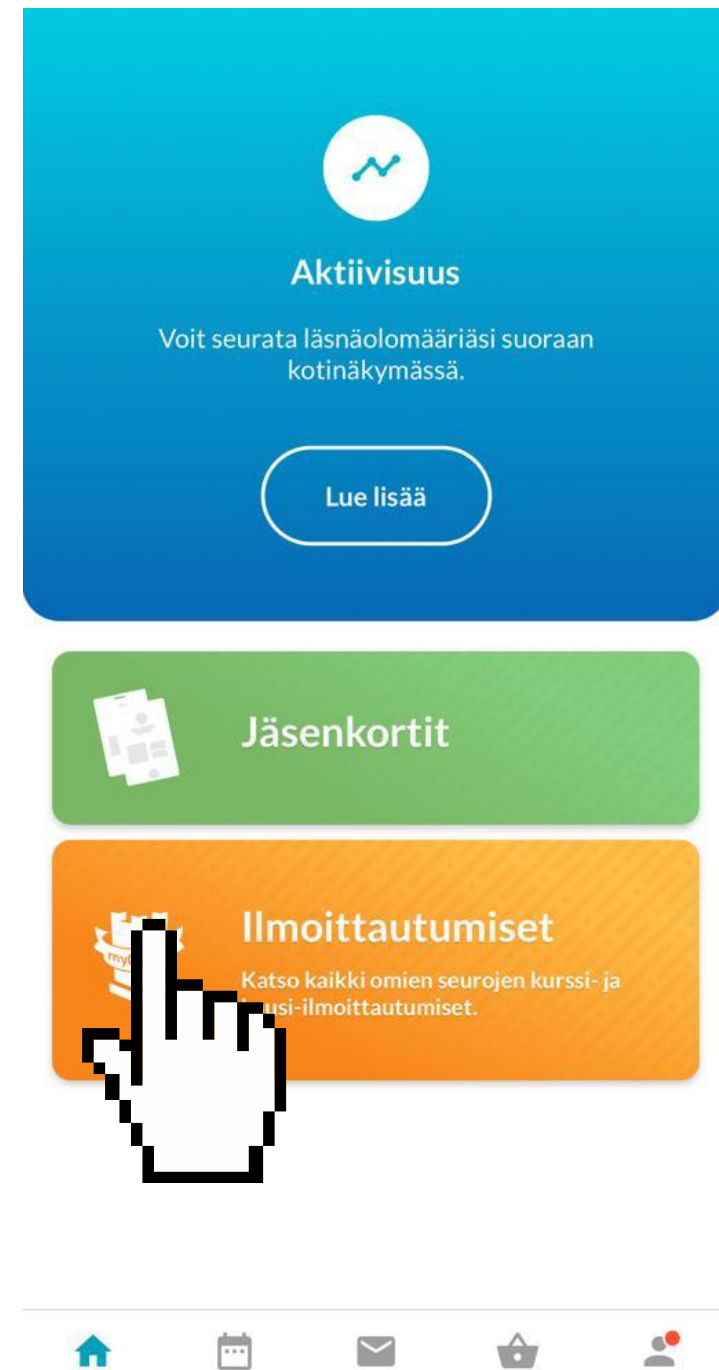 Aktiivisuus
Voit seurata läsnäolomääriäsi suoraan
kotinäkymässä.
Lue lisää
Jäsenkortit
Ilmoittautumiset
Katso kaikki omien seurojen kurssi- ja